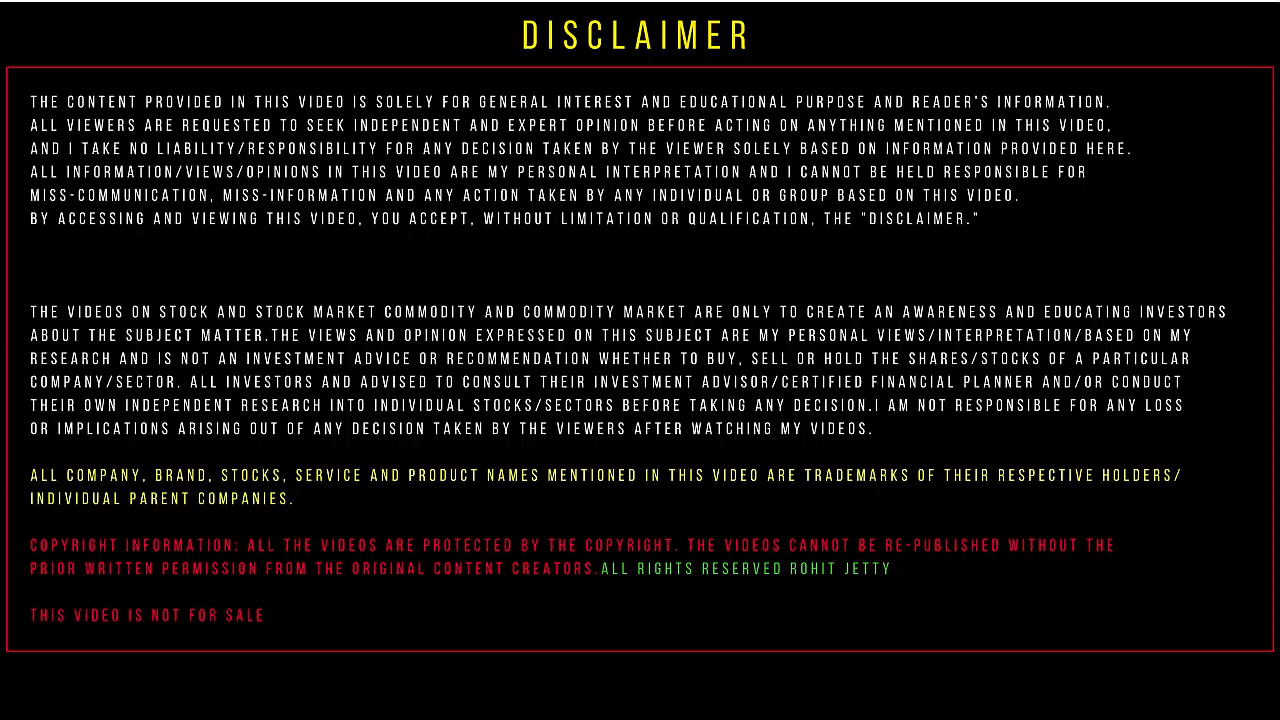 DISCLAIMER
THE CONTENT PROVIDED IN THIS VIDEO IS SOLELY FOR GENERAL INTEREST AND EDUCATIONAL PURPOSE AND READER'S INFORMATION.
ALL VIEWERS ARE REQUESTED TO SEEK INDEPENDENT AND EXPERT OPINION BEFORE ACTING ON ANYTHING MENTIONED IN THIS VIDEO,
AND I TAKE NO LIABILITY/RESPONSIBILITY FOR ANY DECISION TAKEN BY THE VIEWER SOLELY BASED ON INFORMATION PROVIDED HERE.
ALL INFORMATION/VIEWS/OPINIONS IN THIS VIDEO ARE MY PERSONAL INTERPRETATION AND I CANNOT BE HELD RESPONSIBLE FOR
MISS-COMMUNICATION, MISS-INFORMATION AND ANY ACTION TAKEN BY ANY INDIVIDUAL OR GROUP BASED ON THIS VIDEO.
BY ACCESSING AND VIEWING THIS VIDEO, YOU ACCEPT, WITHOUT LIMITATION OR QUALIFICATION, THE "DISCLAIMER."
THE VIDEOS ON STOCK AND STOCK MARKET COMMODITY AND COMMODITY MARKET ARE ONLY TO CREATE AN AWARENESS AND EDUCATING INVESTORS
ABOUT THE SUBJECT MATTER.THE VIEWS AND OPINION EXPRESSED ON THIS SUBJECT ARE MY PERSONAL VIEWS/INTERPRETATION/BASED ON MY
RESEARCH AND IS NOT AN INVESTMENT ADVICE OR RECOMMENDATION WHETHER TO BUY, SELL OR HOLD THE SHARES/STOCKS OF A PARTICULAR
COMPANY/SECTOR. ALL INVESTORS AND ADVISED TO CONSULT THEIR INVESTMENT ADVISOR/CERTIFIED FINANCIAL PLANNER AND/OR CONDUCT
THEIR OWN INDEPENDENT RESEARCH INTO INDIVIDUAL STOCKS/SECTORS BEFORE TAKING ANY DECISION.I AM NOT RESPONSIBLE FOR ANY LOSS
OR IMPLICATIONS ARISING OUT OF ANY DECISION TAKEN BY THE VIEWERS AFTER WATCHING MY VIDEOS.
ALL COMPANY, BRAND, STOCKS, SERVICE AND PRODUCT NAMES MENTIONED IN THIS VIDEO ARE TRADEMARKS OF THEIR RESPECTIVE HOLDERS/
INDIVIDUAL PARENT COMPANIES.
COPYRIGHT INFORMATION: ALL THE VIDEOS ARE PROTECTED BY THE COPYRIGHT. THE VIDEOS CANNOT BE RE-PUBLISHED WITHOUT THE
PRIOR WRITTEN PERMISSION FROM THE ORIGINAL CONTENT CREATORS.ALL RIGHTS RESERVED ROHIT JETTY
THIS VIDEO IS NOT FOR SALE